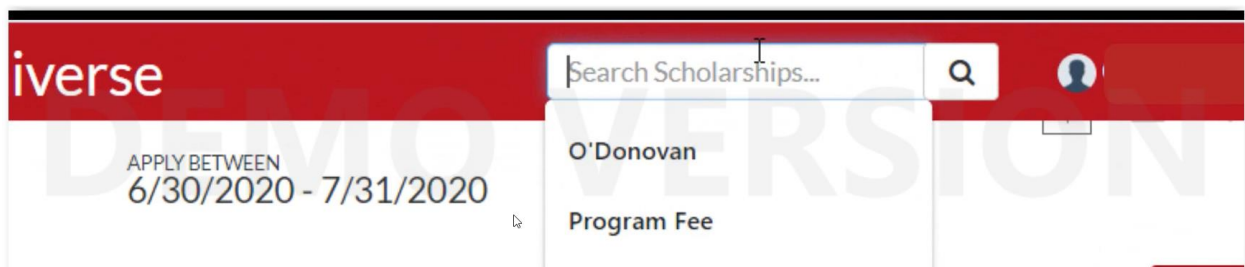 iverse
Search Scholarships...
DEMO VERSION
APPLY BETWEEN
6/30/2020 - 7/31/2020
O'Donovan
Program Fee